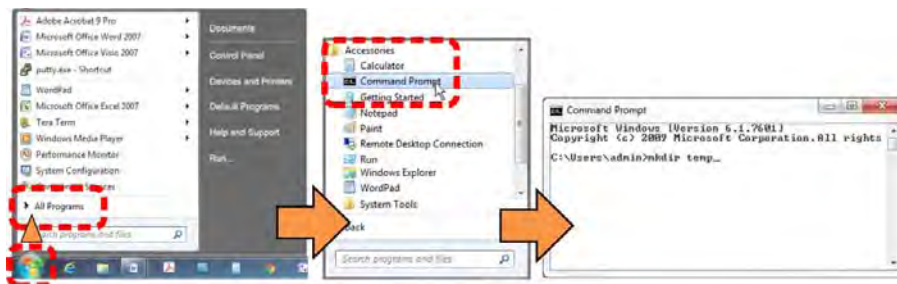 Adobe Acrobat 9 Pro
Microsoft Office Word 2007
Microsoft Office Visio 2007
putty.exe - Shortcut
WordPad
Microsoft Office Excel 2007
Tera Term
Windows Media Player
Performance Monitor
System Configuration
Services
All Programs
Search programs and files
Documents
Control Panel
Devices and Printers
Default Programs
Help and Support
Run...
Accessories
Calculator
Command Prompt
Getting Started
Notepad
Paint
Remote Desktop Connection
Run
Windows Explorer
WordPad
System Tools
Back
Search programs and files
Command Prompt
Microsoft Windows [Version 6.1.7601]
Copyright (c) 2009 Microsoft Corporation.All rights
C:\Users\admin>mkdir temp_